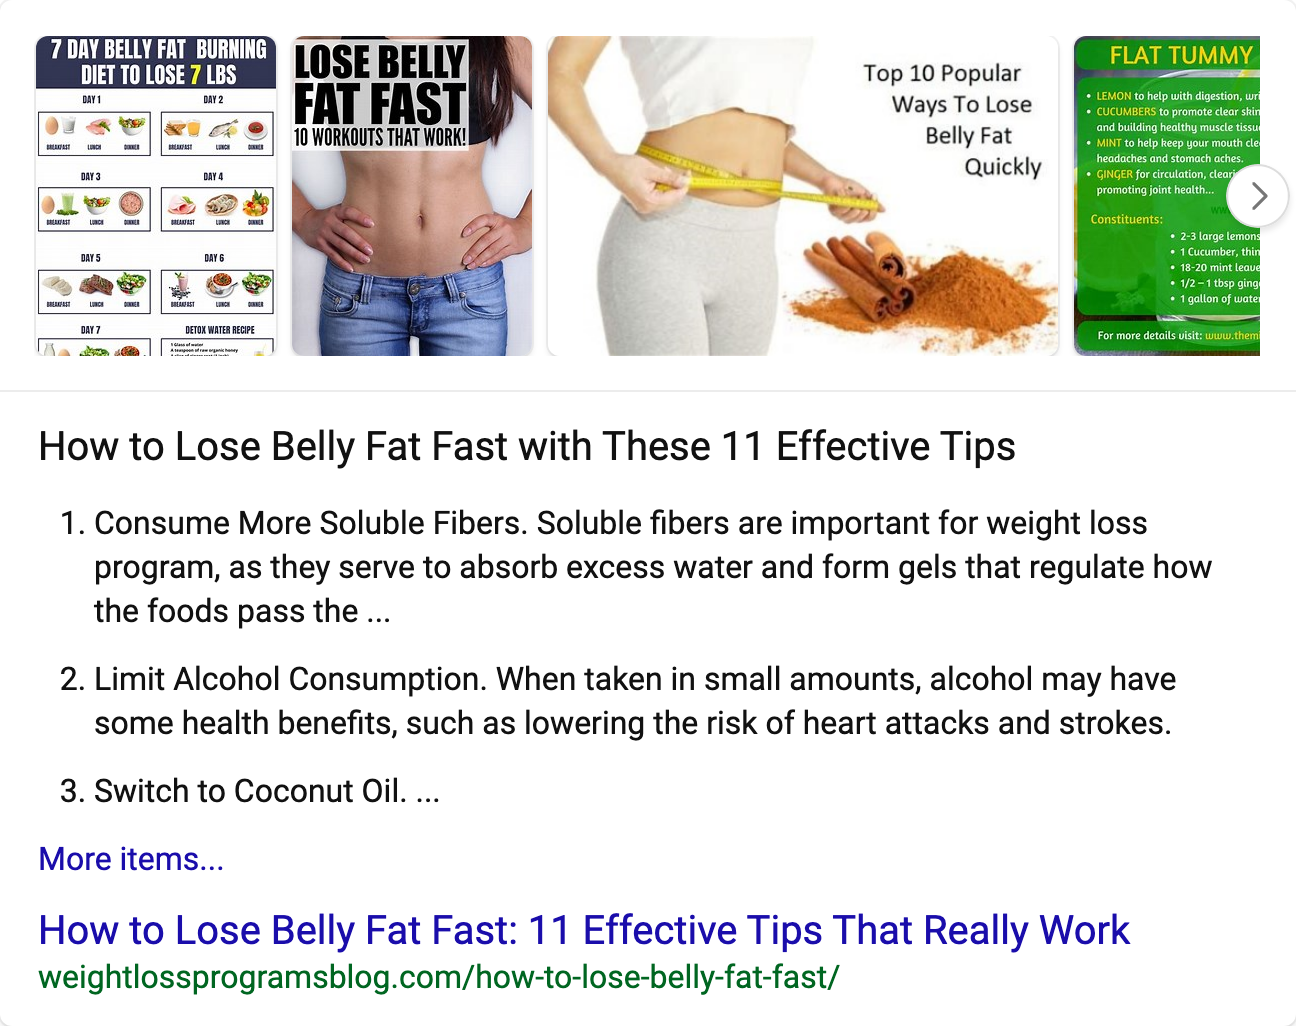 7 DAY BELLY FAT BURNING
DIET TO LOSE 7 LBS
DAY 1
DAY 2
BREAKFAST LUNCH DINNER
BREAKFAST LUNCH DINNER
DAY 3
DAY 4
BREAKFAST LUNCH DINNER
BREAKFAST LUNCH DINNER
DAY 5
DAY 6
BREAKFAST LUNCH DINNER
BREAKFAST LUNCH DINNER
DAY 7
DETOX WATER RECIPE
1 Glass of water
A teaspoon of raw organic honey
LOSE BELLY
FAT FAST
10 WORKOUTS THAT WORK!
Top 10 Popular
Ways To Lose
Belly Fat
Quickly
FLAT TUMMY
• LEMON to help with digestion, wri
• CUCUMBERS to promote clear skin
and building healthy muscle tissu
• MINT to help keep your mouth cle
headaches and stomach aches.
• GINGER for circulation, cleari
promoting joint health...
Constituents:
• 2-3 large lemons
• 1 Cucumber, thin
• 18-20 mint leave
• 1/2 – 1 tbsp ging
• 1 gallon of wate
For more details visit: www.themi
How to Lose Belly Fat Fast with These 11 Effective Tips
1. Consume More Soluble Fibers. Soluble fibers are important for weight loss
program, as they serve to absorb excess water and form gels that regulate how
the foods pass the ...
2. Limit Alcohol Consumption. When taken in small amounts, alcohol may have
some health benefits, such as lowering the risk of heart attacks and strokes.
3. Switch to Coconut Oil. ...
More items...
How to Lose Belly Fat Fast: 11 Effective Tips That Really Work
weightlossprogramsblog.com/how-to-lose-belly-fat-fast/